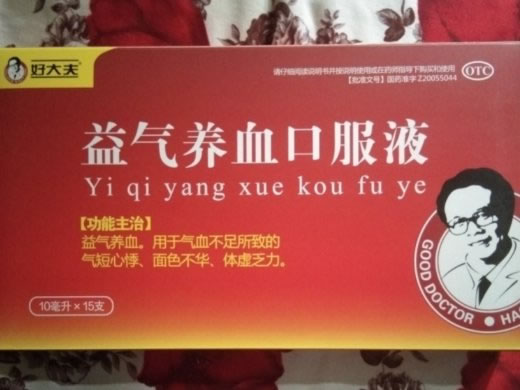 好大夫
请仔细阅读说明书并按说明使用或在药师指导下购买和使用
【批准文号】国药准字Z20055044
OTC
益气养血口服液
Yi qi yang xue kou fu ye
【功能主治】
益气养血。用于气血不足所致的
气短心悸、面色不华、体虚乏力。
10毫升×15支
GOOD DOCTOR